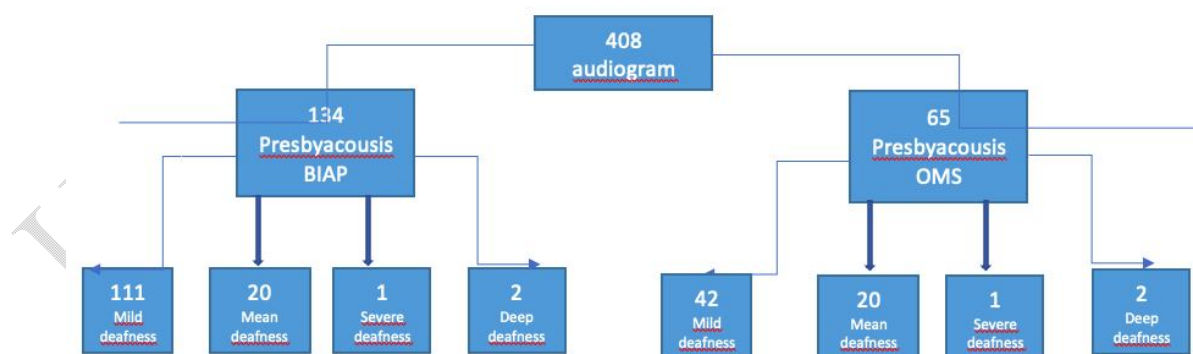 408
audiogram
134
Presbyacousis
BIAP
65
Presbyacousis
OMS
111
Mild
deafness
20
Mean
deafness
1
Severe
deafness
2
Deep
deafness
42
Mild
deafness
20
Mean
deafness
1
Severe
deafness
2
Deep
deafness